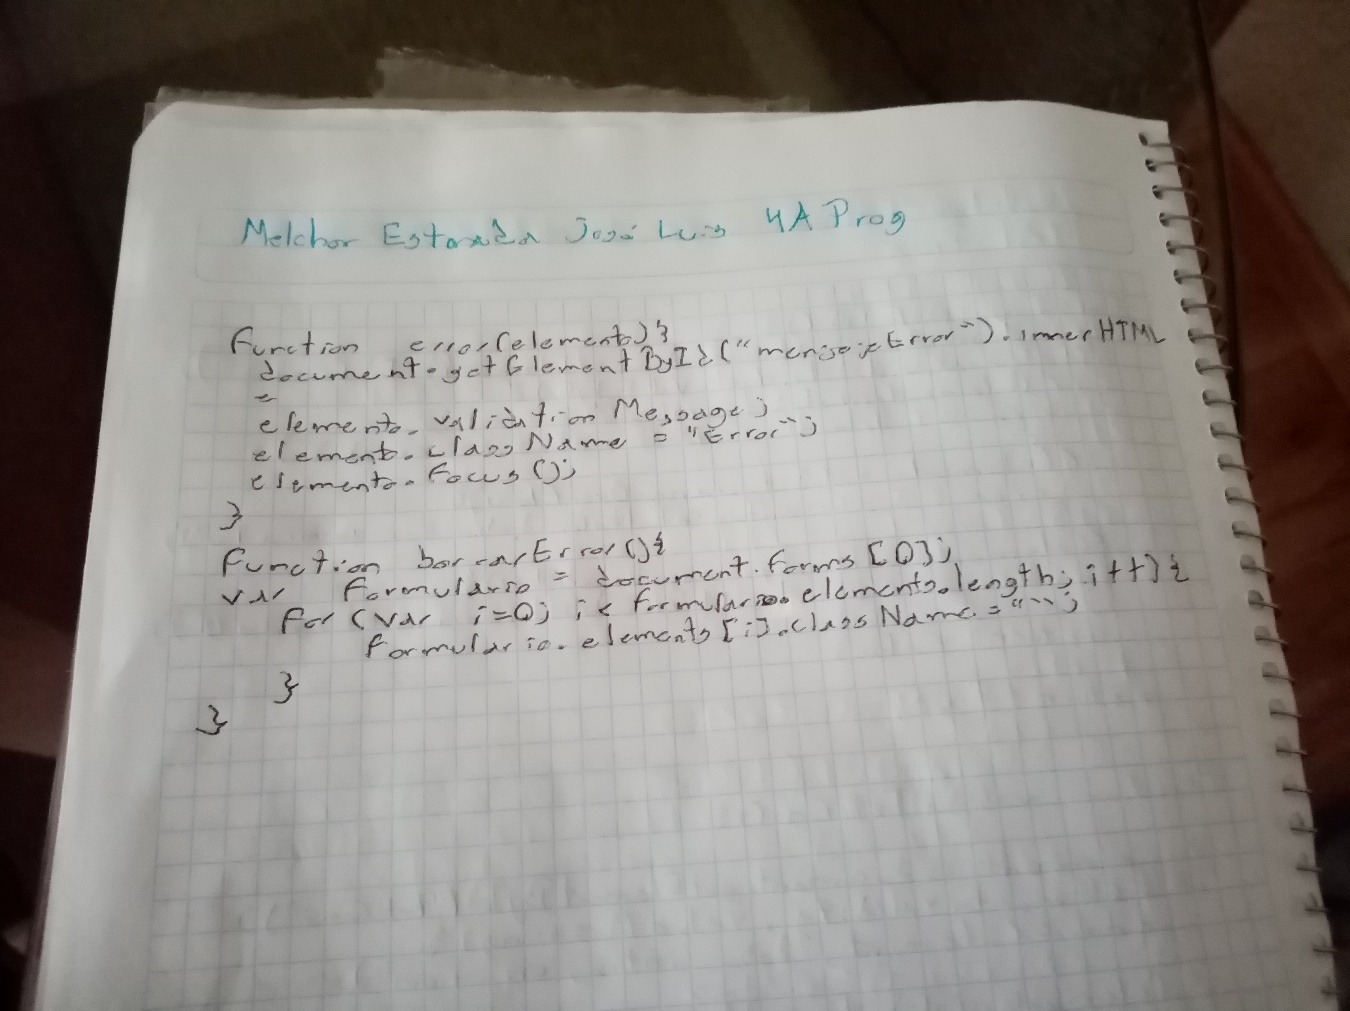 Melchor Estrada José Luis 4A Prog
function error(elemento){
document.getElementById("mensajeError").innerHTML
=
elemento.validationMessage;
elemento.className = "Error";
elemento.focus();
}
function borrarError(){
var formulario = document.forms[0];
for (var i=0; i< formulario.elements.length; i++){
formulario.elements[i].className="";
}
}